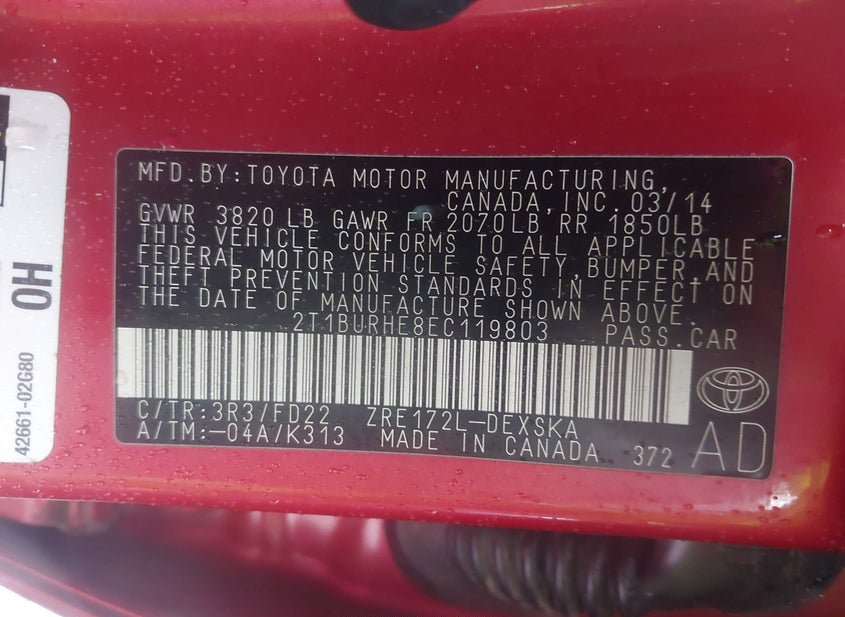 MFD.BY:TOYOTA MOTOR MANUFACTURING,
CANADA,INC. 03/14
GVWR 3820 LB GAWR FR 2070LB RR 1850LB
THIS VEHICLE CONFORMS TO ALL APPLICABLE
FEDERAL MOTOR VEHICLE SAFETY,BUMPER,AND
THEFT PREVENTION STANDARDS IN EFFECT ON
THE DATE OF MANUFACTURE SHOWN ABOVE.
2T1BURHE8EC119803 PASS.CAR
C/TR:3R3/FD22 ZRE172L-DEXSKA
A/TM:-04A/K313 MADE IN CANADA 372 AD
OH
42661-02G80